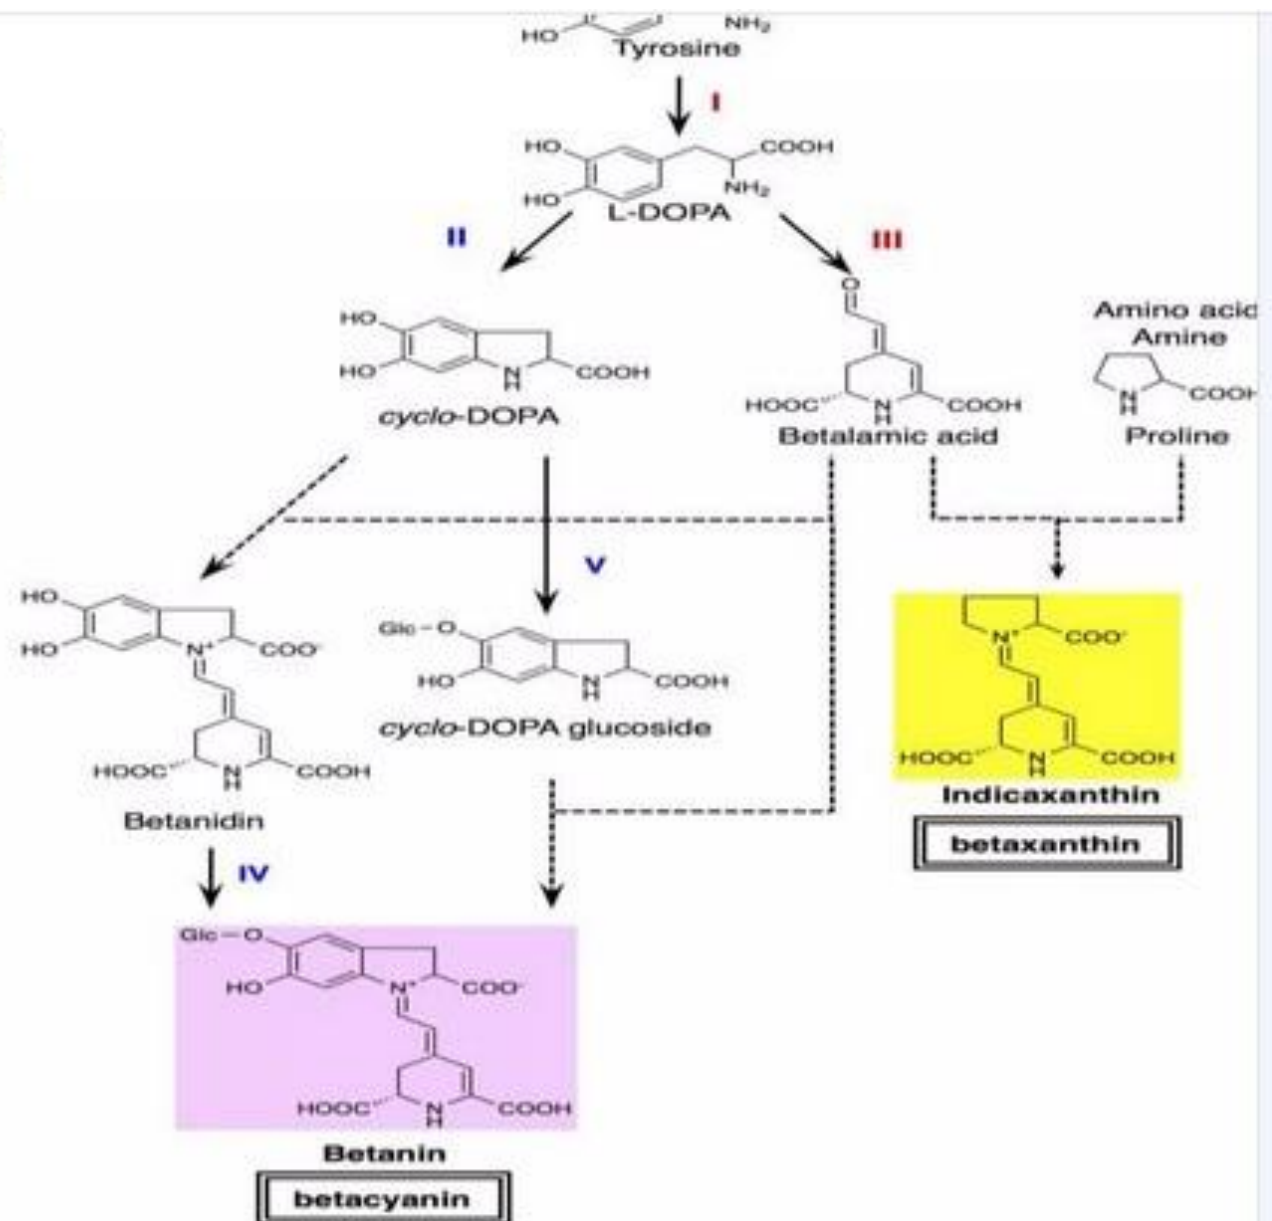 HO
NH2
Tyrosine
I
HO
COOH
HO
NH2
L-DOPA
II
III
O
HO
HO
N
H
COOH
cyclo-DOPA
HOOC
N
H
COOH
Betalamic acid
Amino acid
Amine
N
H
COOH
Proline
V
HO
HO
N+
COO-
HOOC
N
H
COOH
Betanidin
Glc-O
HO
N
H
COOH
cyclo-DOPA glucoside
N+
COO-
HOOC
N
H
COOH
Indicaxanthin
betaxanthin
IV
Glc-O
HO
N+
COO-
HOOC
N
H
COOH
Betanin
betacyanin